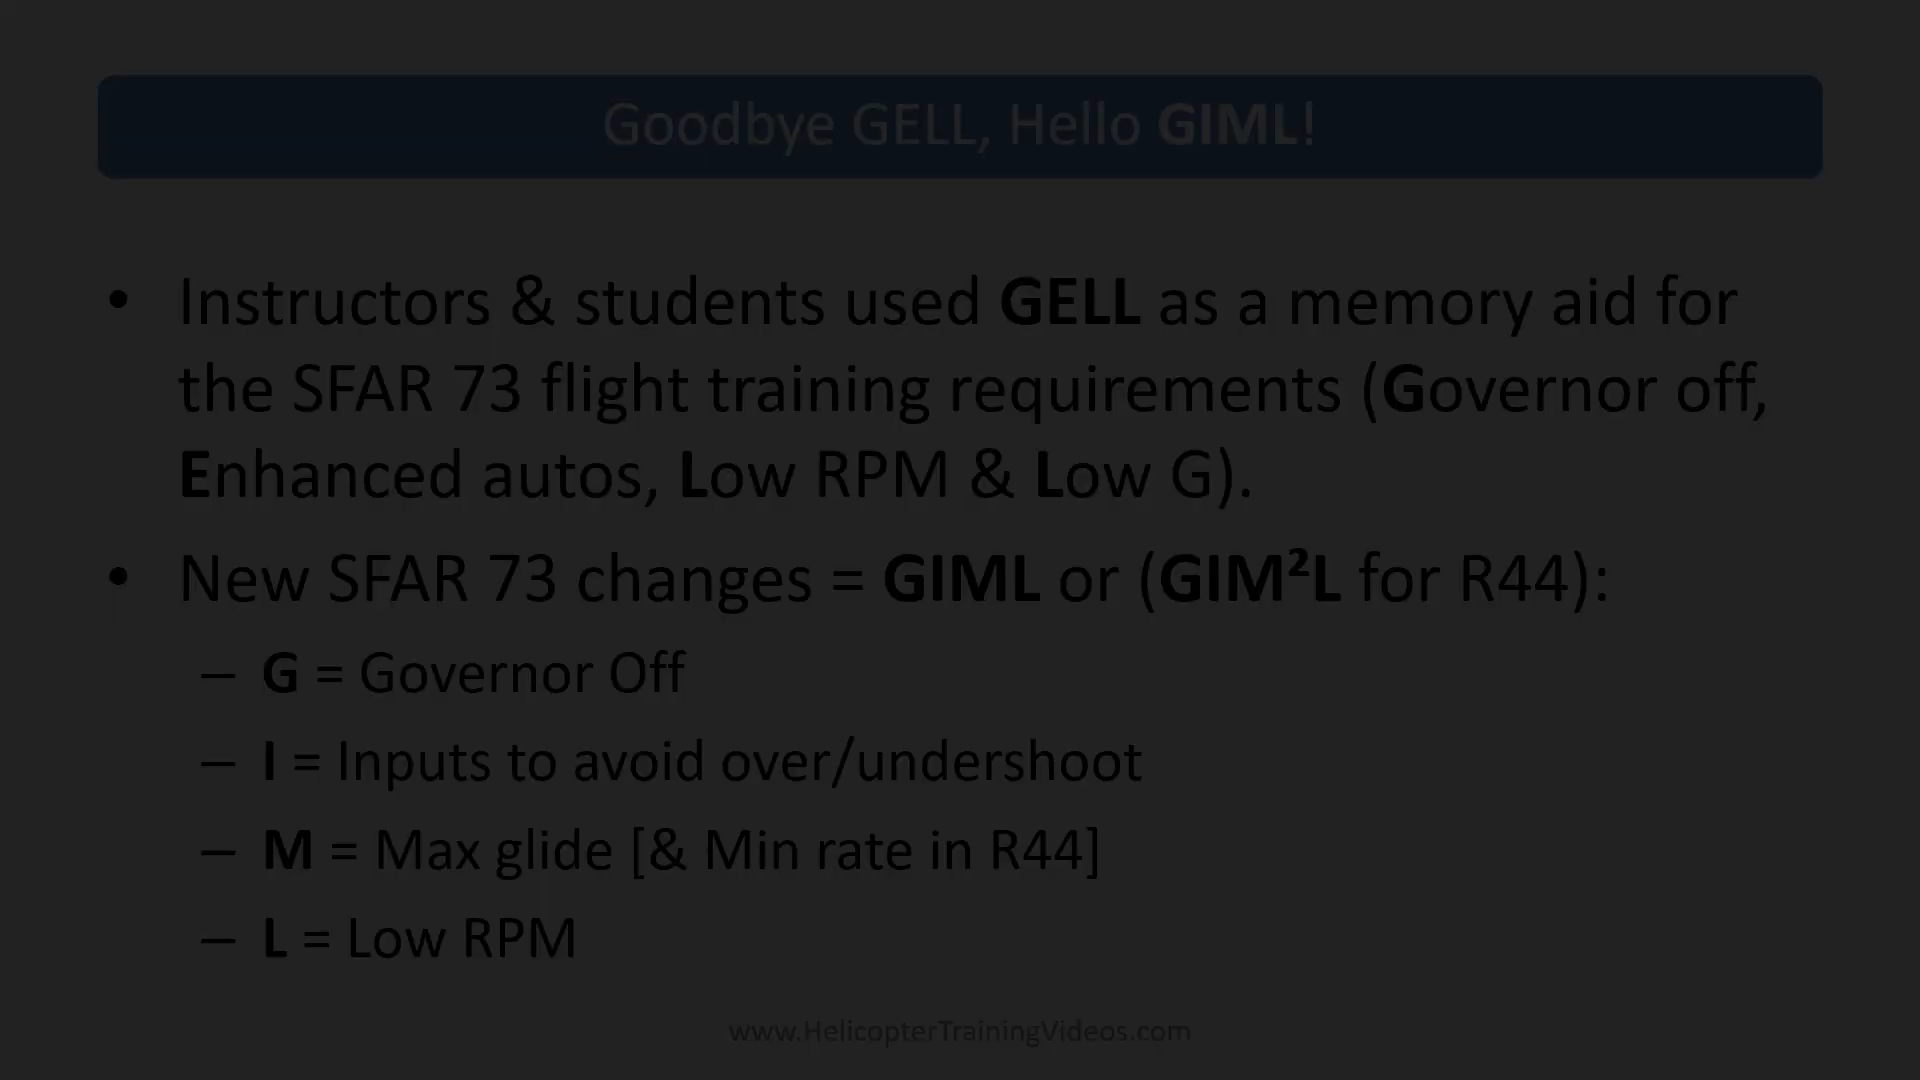 Goodbye GELL, Hello GIML!
• Instructors & students used GELL as a memory aid for
the SFAR 73 flight training requirements (Governor off,
Enhanced autos, Low RPM & Low G).
• New SFAR 73 changes = GIML or (GIM²L for R44):
– G = Governor Off
– I = Inputs to avoid over/undershoot
– M = Max glide [& Min rate in R44]
– L = Low RPM
www.HelicopterTrainingVideos.com